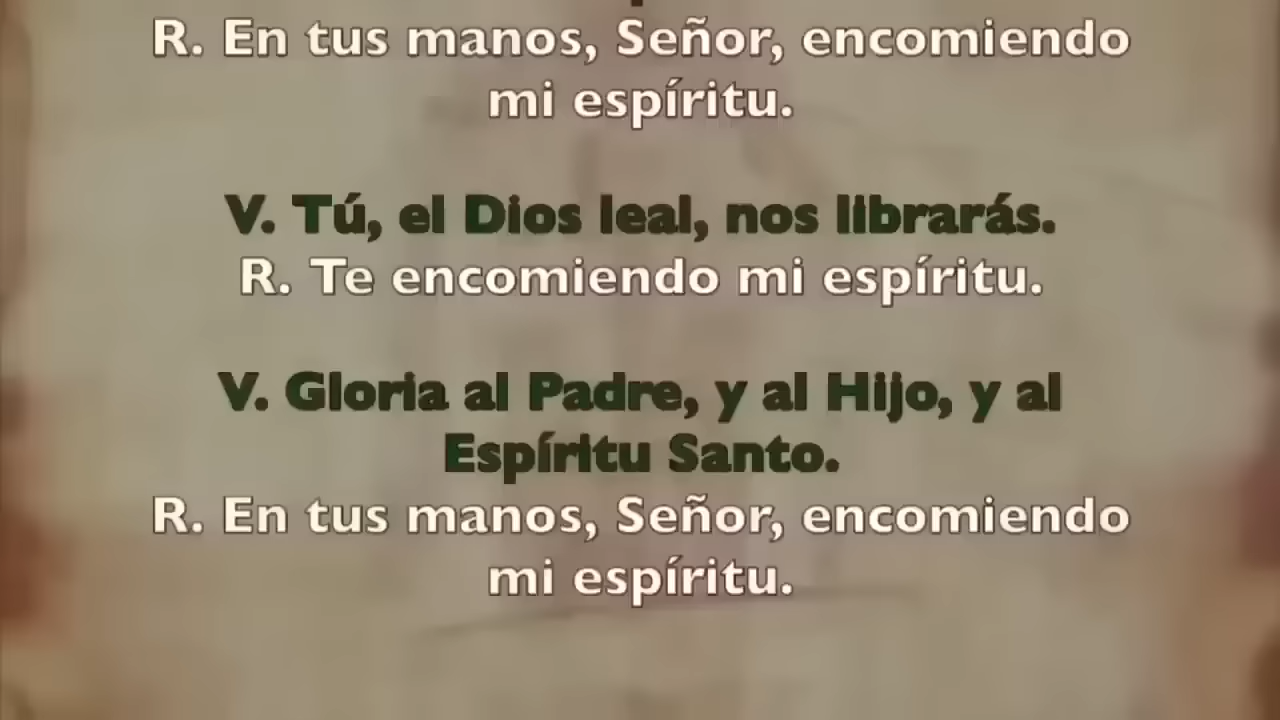 R. En tus manos, Señor, encomiendo
mi espíritu.
V. Tú, el Dios leal, nos librarás.
R. Te encomiendo mi espíritu.
V. Gloria al Padre, y al Hijo, y al
Espíritu Santo.
R. En tus manos, Señor, encomiendo
mi espíritu.